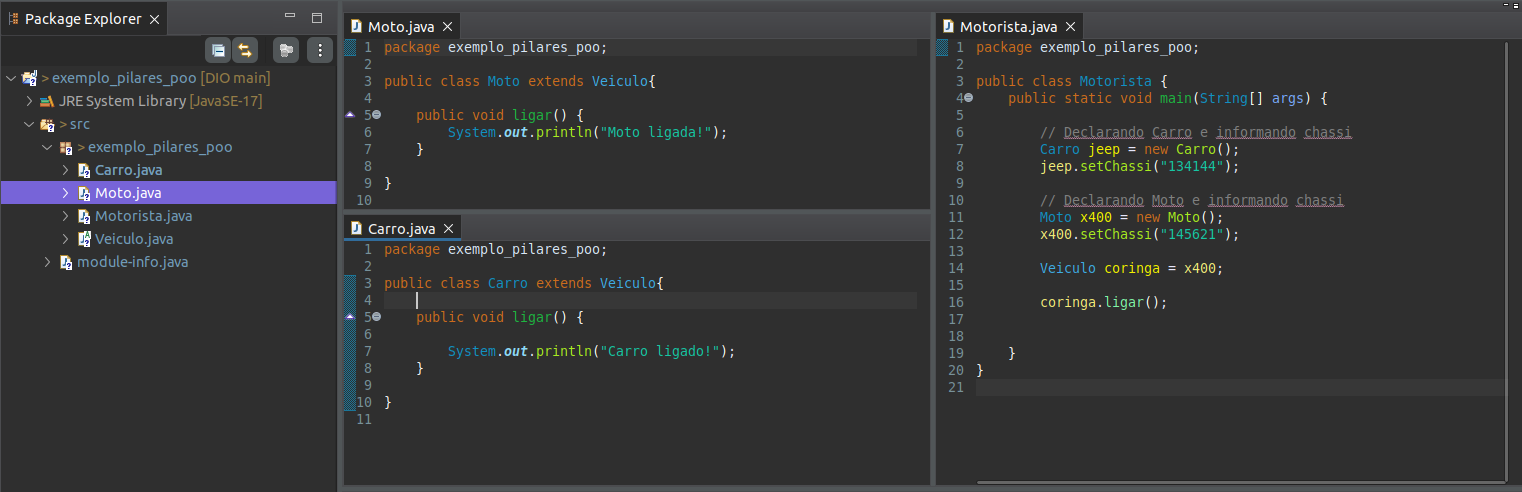 Package Explorer
> exemplo_pilares_poo [DIO main]
JRE System Library [JavaSE-17]
> src
> exemplo_pilares_poo
Carro.java
Moto.java
Motorista.java
Veiculo.java
module-info.java
Moto.java
1 package exemplo_pilares_poo;
2
3 public class Moto extends Veiculo{
4
5 public void ligar() {
6 System.out.println("Moto ligada!");
7 }
8
9 }
10
Carro.java
1 package exemplo_pilares_poo;
2
3 public class Carro extends Veiculo{
4
5 public void ligar() {
6
7 System.out.println("Carro ligado!");
8 }
9
10 }
11
Motorista.java
1 package exemplo_pilares_poo;
2
3 public class Motorista {
4 public static void main(String[] args) {
5
6 // Declarando Carro e informando chassi
7 Carro jeep = new Carro();
8 jeep.setChassi("134144");
9
10 // Declarando Moto e informando chassi
11 Moto x400 = new Moto();
12 x400.setChassi("145621");
13
14 Veiculo coringa = x400;
15
16 coringa.ligar();
17
18
19 }
20 }
21